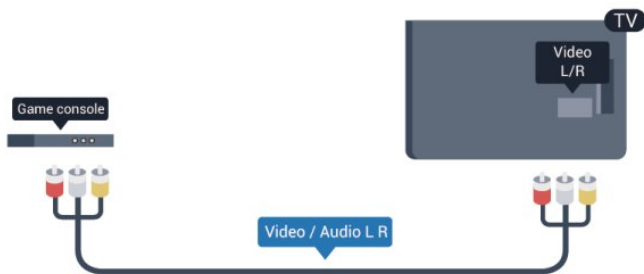 TV
Video
L/R
Game console
Video / Audio L R